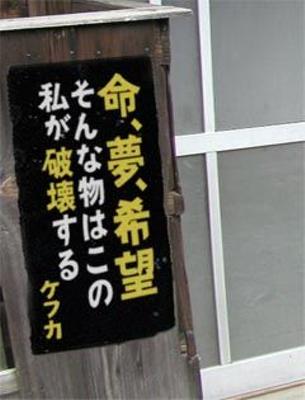 命、夢、希望
そんな物はこの
私が破壊する
ケフカ